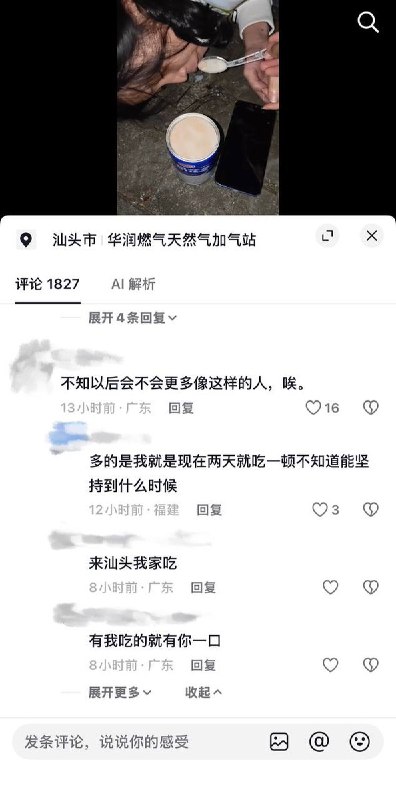 汕头市 华润燃气天然气加气站
评论 1827
AI 解析
展开4条回复
不知以后会不会更多像这样的人，唉。
13小时前·广东 回复
16
多的是我就是现在两天就吃一顿不知道能坚
持到什么时候
12小时前·福建 回复
3
来汕头我家吃
8小时前·广东 回复
有我吃的就有你一口
8小时前·广东 回复
展开更多 收起
发条评论，说说你的感受
@